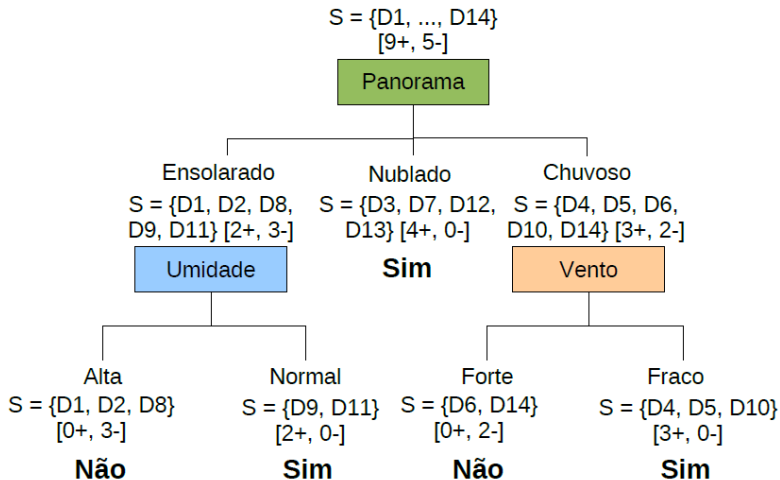 S = {D1, ..., D14}
[9+, 5-]
Panorama
Ensolarado
S = {D1, D2, D8,
D9, D11} [2+, 3-]
Umidade
Nublado
S = {D3, D7, D12,
D13} [4+, 0-]
Sim
Chuvoso
S = {D4, D5, D6,
D10, D14} [3+, 2-]
Vento
Alta
S = {D1, D2, D8}
[0+, 3-]
Não
Normal
S = {D9, D11}
[2+, 0-]
Sim
Forte
S = {D6, D14}
[0+, 2-]
Não
Fraco
S = {D4, D5, D10}
[3+, 0-]
Sim